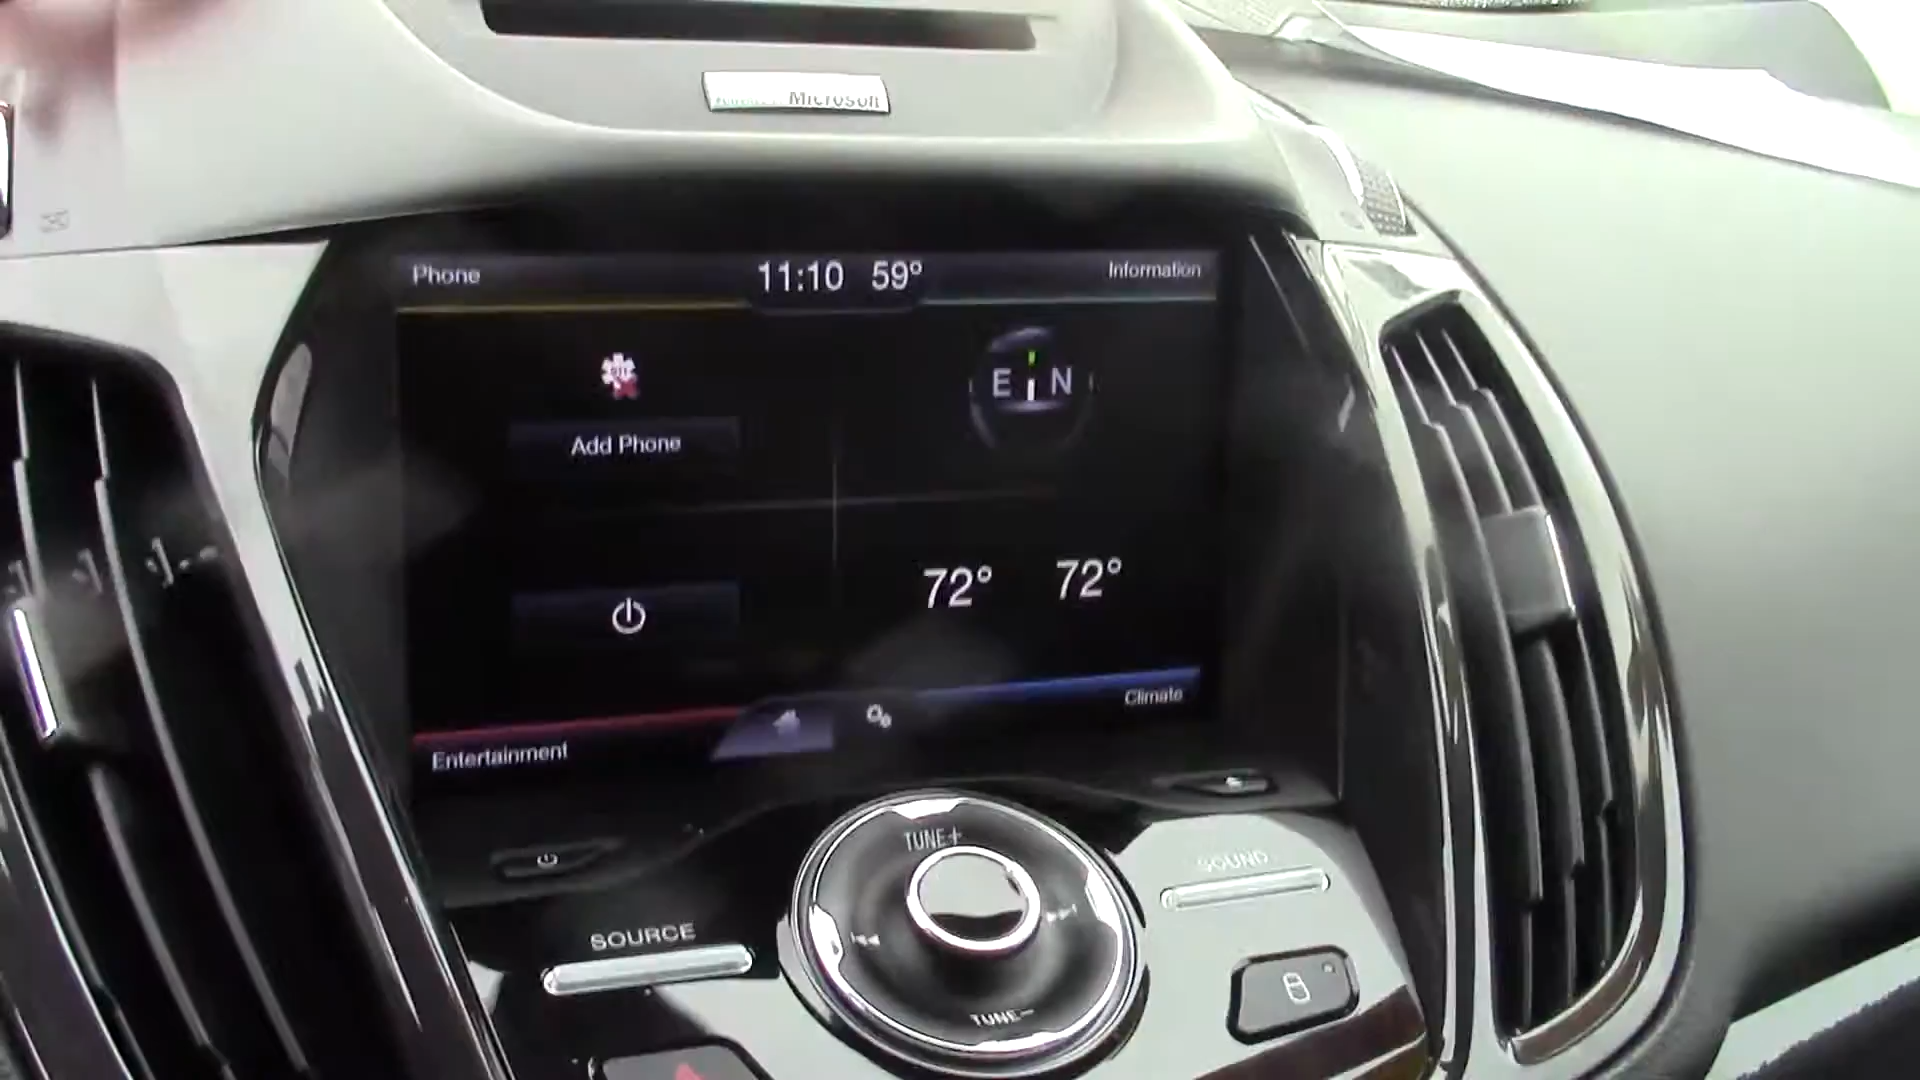 Microsoft
Phone
11:10 59°
Information
E N
Add Phone
72° 72°
Climate
Entertainment
TUNE+
SOUND
SOURCE
TUNE-